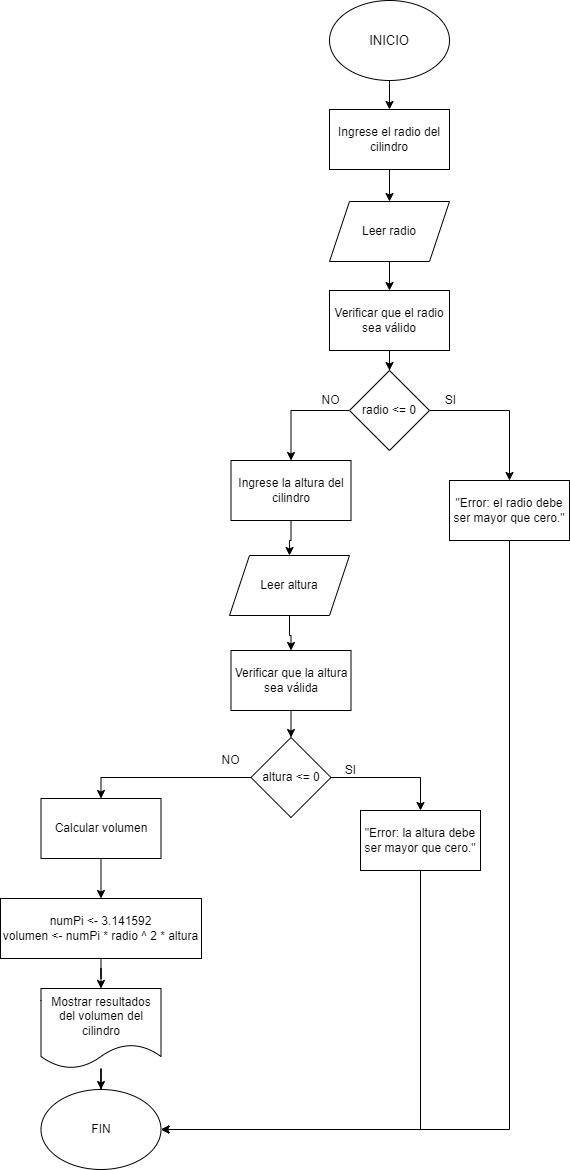 INICIO
Ingrese el radio del
cilindro
Leer radio
Verificar que el radio
sea válido
NO
radio <= 0
SI
Ingrese la altura del
cilindro
"Error: el radio debe
ser mayor que cero."
Leer altura
Verificar que la altura
sea válida
NO
altura <= 0
SI
Calcular volumen
"Error: la altura debe
ser mayor que cero."
numPi <- 3.141592
volumen <- numPi * radio ^ 2 * altura
Mostrar resultados
del volumen del
cilindro
FIN